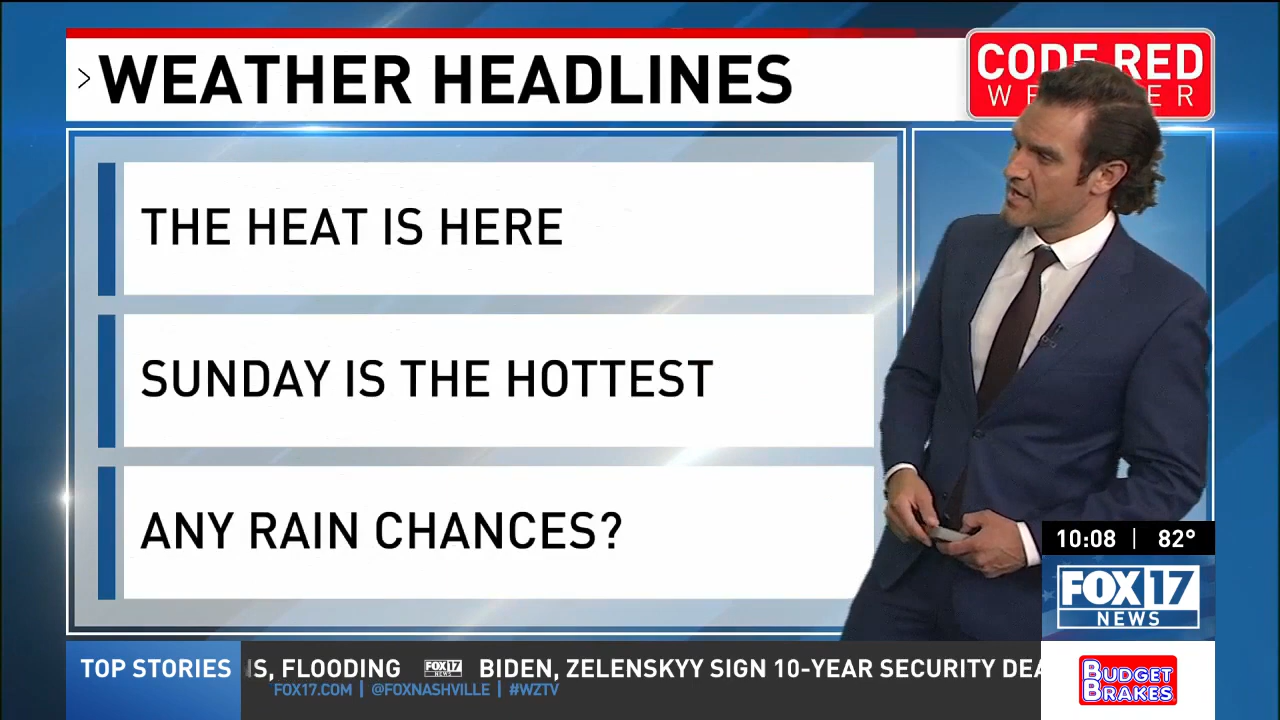 WEATHER HEADLINES
CODE RED
THE HEAT IS HERE
SUNDAY IS THE HOTTEST
ANY RAIN CHANCES?
10:08 | 82°
FOX 17
NEWS
TOP STORIES
FLOODING FOX 17 NEWS BIDEN, ZELENSKYY SIGN 10-YEAR SECURITY
FOX17.COM | @FOXNASHVILLE | #WZTV
BUDGET
BRAKES